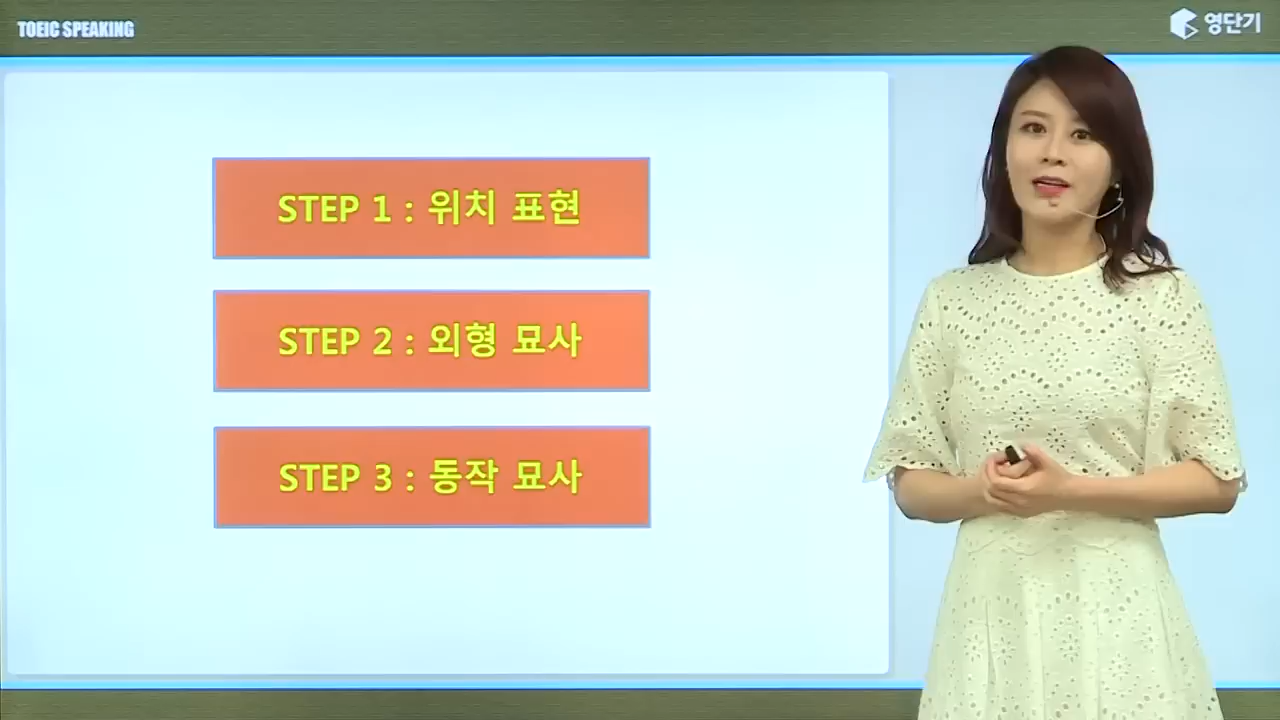 TOEIC SPEAKING
영단기
STEP 1 : 위치 표현
STEP 2 : 외형 묘사
STEP 3 : 동작 묘사